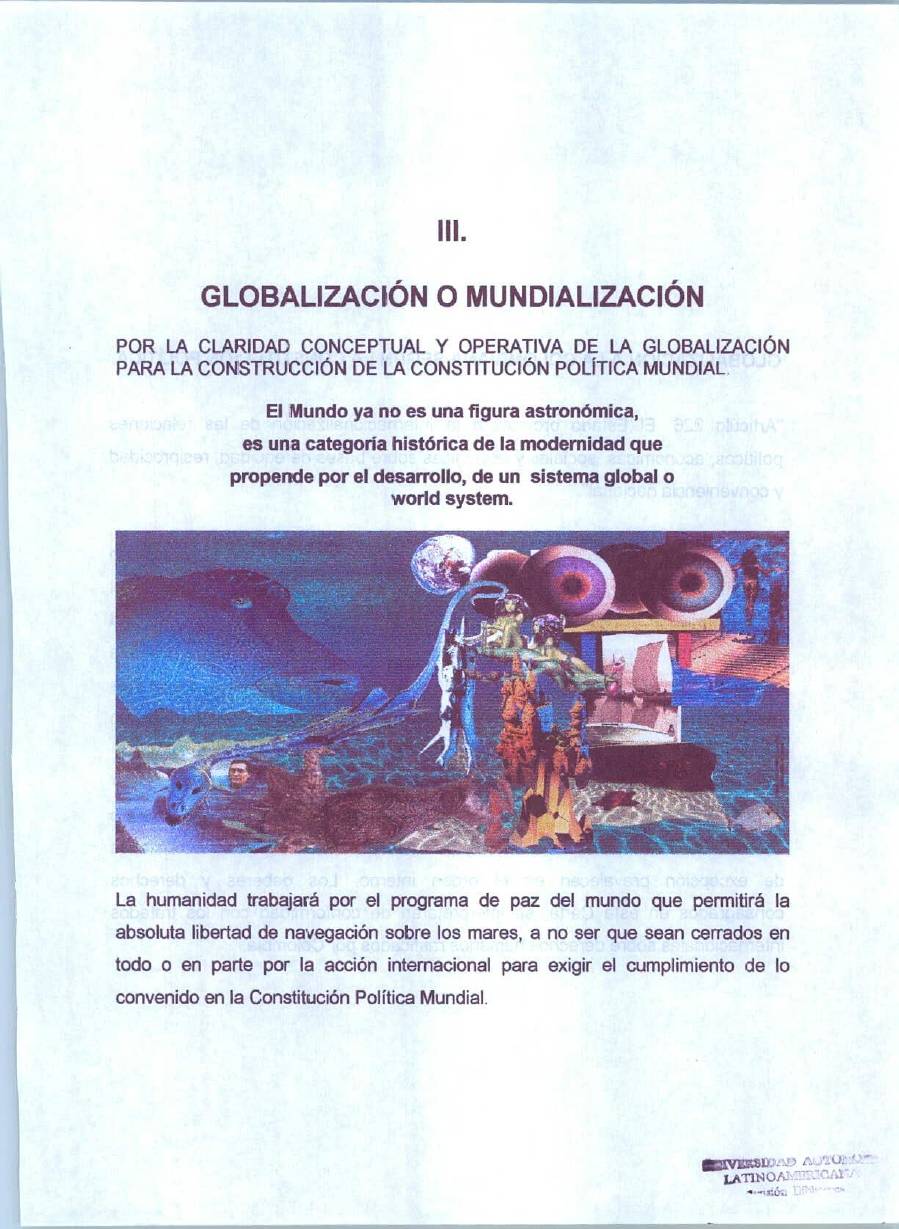 III.
GLOBALIZACIÓN O MUNDIALIZACIÓN
POR LA CLARIDAD CONCEPTUAL Y OPERATIVA DE LA GLOBALIZACIÓN
PARA LA CONSTRUCCIÓN DE LA CONSTITUCIÓN POLÍTICA MUNDIAL.
El Mundo ya no es una figura astronómica,
es una categoría histórica de la modernidad que
propende por el desarrollo, de un sistema global o
world system.
La humanidad trabajará por el programa de paz del mundo que permitirá la
absoluta libertad de navegación sobre los mares, a no ser que sean cerrados en
todo o en parte por la acción internacional para exigir el cumplimiento de lo
convenido en la Constitución Política Mundial.
LATINOAMERICANA